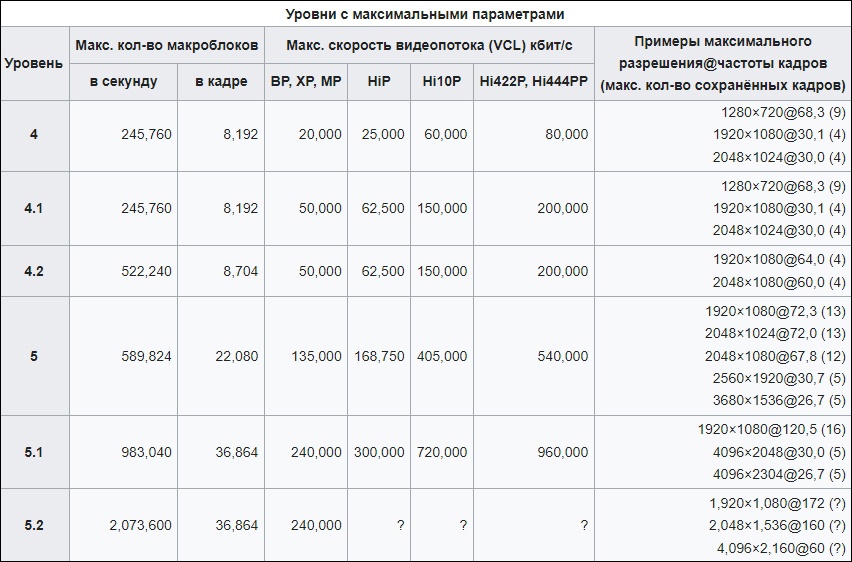 Уровни с максимальными параметрами
Уровень Макс. кол-во макроблоков Макс. скорость видеопотока (VCL) кбит/с Примеры максимального
разрешения@частоты кадров
(макс. кол-во сохранённых кадров)
в секунду в кадре BP, XP, MP HiP Hi10P Hi422P, Hi444PP
4 245,760 8,192 20,000 25,000 60,000 80,000 1280×720@68,3 (9)
1920×1080@30,1 (4)
2048×1024@30,0 (4)
4.1 245,760 8,192 50,000 62,500 150,000 200,000 1280×720@68,3 (9)
1920×1080@30,1 (4)
2048×1024@30,0 (4)
4.2 522,240 8,704 50,000 62,500 150,000 200,000 1920×1080@64,0 (4)
2048×1080@60,0 (4)
5 589,824 22,080 135,000 168,750 405,000 540,000 1920×1080@72,3 (13)
2048×1024@72,0 (13)
2048×1080@67,8 (12)
2560×1920@30,7 (5)
3680×1536@26,7 (5)
5.1 983,040 36,864 240,000 300,000 720,000 960,000 1920×1080@120,5 (16)
4096×2048@30,0 (5)
4096×2304@26,7 (5)
5.2 2,073,600 36,864 240,000 ? ? ? 1,920×1,080@172 (?)
2,048×1,536@160 (?)
4,096×2,160@60 (?)